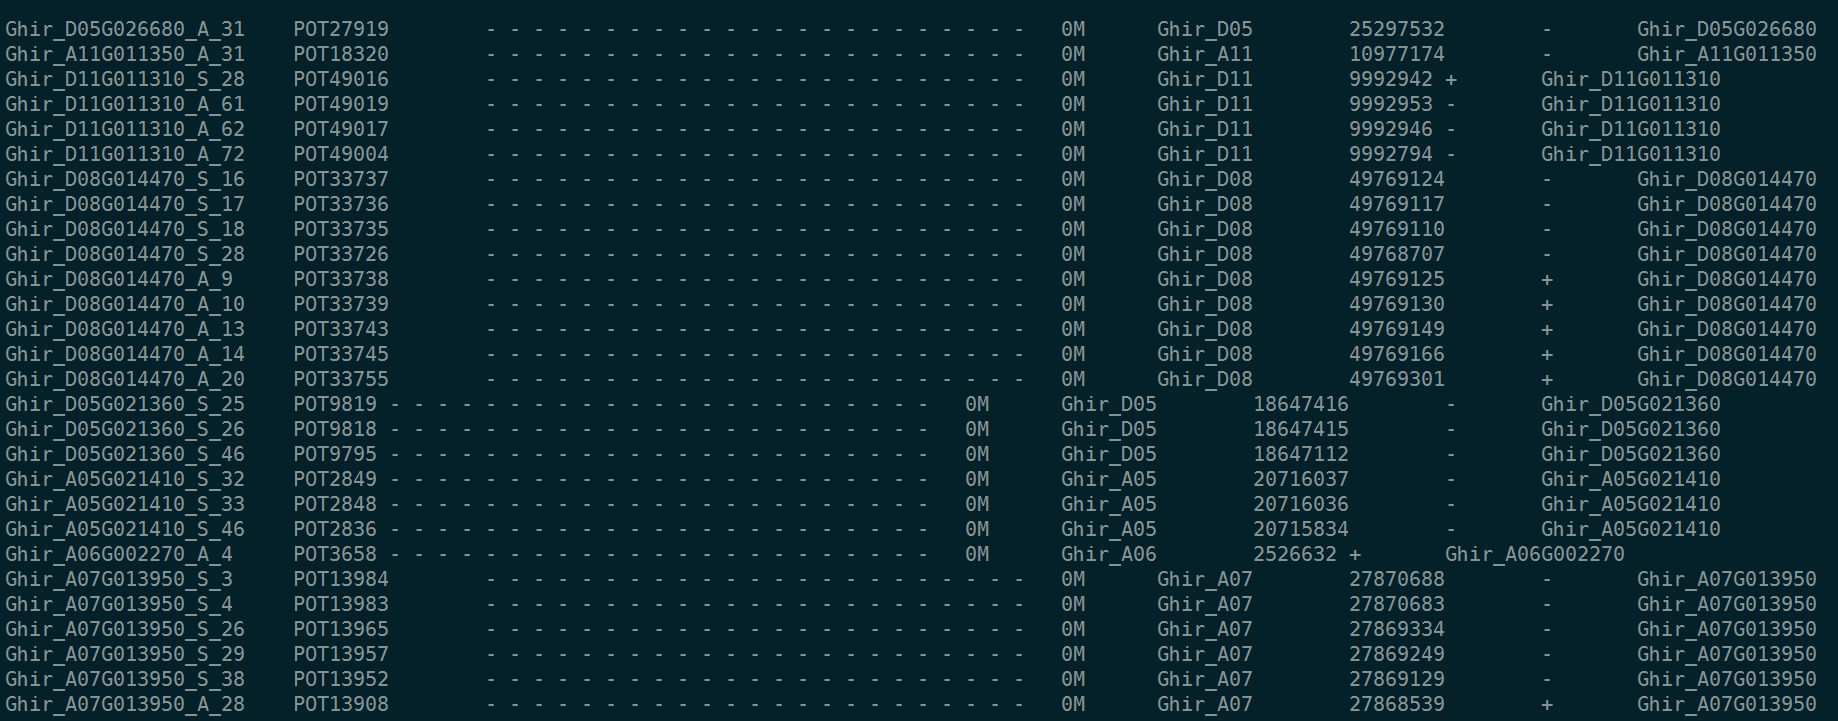 Ghir_D05G026680_A_31 POT27919 - - - - - - - - - - - - - - - - - - - - - - - 0M Ghir_D05 25297532 - Ghir_D05G026680
Ghir_A11G011350_A_31 POT18320 - - - - - - - - - - - - - - - - - - - - - - - 0M Ghir_A11 10977174 - Ghir_A11G011350
Ghir_D11G011310_S_28 POT49016 - - - - - - - - - - - - - - - - - - - - - - - 0M Ghir_D11 9992942 + Ghir_D11G011310
Ghir_D11G011310_A_61 POT49019 - - - - - - - - - - - - - - - - - - - - - - - 0M Ghir_D11 9992953 - Ghir_D11G011310
Ghir_D11G011310_A_62 POT49017 - - - - - - - - - - - - - - - - - - - - - - - 0M Ghir_D11 9992946 - Ghir_D11G011310
Ghir_D11G011310_A_72 POT49004 - - - - - - - - - - - - - - - - - - - - - - - 0M Ghir_D11 9992794 - Ghir_D11G011310
Ghir_D08G014470_S_16 POT33737 - - - - - - - - - - - - - - - - - - - - - - - 0M Ghir_D08 49769124 - Ghir_D08G014470
Ghir_D08G014470_S_17 POT33736 - - - - - - - - - - - - - - - - - - - - - - - 0M Ghir_D08 49769117 - Ghir_D08G014470
Ghir_D08G014470_S_18 POT33735 - - - - - - - - - - - - - - - - - - - - - - - 0M Ghir_D08 49769110 - Ghir_D08G014470
Ghir_D08G014470_S_28 POT33726 - - - - - - - - - - - - - - - - - - - - - - - 0M Ghir_D08 49768707 - Ghir_D08G014470
Ghir_D08G014470_A_9 POT33738 - - - - - - - - - - - - - - - - - - - - - - - 0M Ghir_D08 49769125 + Ghir_D08G014470
Ghir_D08G014470_A_10 POT33739 - - - - - - - - - - - - - - - - - - - - - - - 0M Ghir_D08 49769130 + Ghir_D08G014470
Ghir_D08G014470_A_13 POT33743 - - - - - - - - - - - - - - - - - - - - - - - 0M Ghir_D08 49769149 + Ghir_D08G014470
Ghir_D08G014470_A_14 POT33745 - - - - - - - - - - - - - - - - - - - - - - - 0M Ghir_D08 49769166 + Ghir_D08G014470
Ghir_D08G014470_A_20 POT33755 - - - - - - - - - - - - - - - - - - - - - - - 0M Ghir_D08 49769301 + Ghir_D08G014470
Ghir_D05G021360_S_25 POT9819 - - - - - - - - - - - - - - - - - - - - - - - 0M Ghir_D05 18647416 - Ghir_D05G021360
Ghir_D05G021360_S_26 POT9818 - - - - - - - - - - - - - - - - - - - - - - - 0M Ghir_D05 18647415 - Ghir_D05G021360
Ghir_D05G021360_S_46 POT9795 - - - - - - - - - - - - - - - - - - - - - - - 0M Ghir_D05 18647112 - Ghir_D05G021360
Ghir_A05G021410_S_32 POT2849 - - - - - - - - - - - - - - - - - - - - - - - 0M Ghir_A05 20716037 - Ghir_A05G021410
Ghir_A05G021410_S_33 POT2848 - - - - - - - - - - - - - - - - - - - - - - - 0M Ghir_A05 20716036 - Ghir_A05G021410
Ghir_A05G021410_S_46 POT2836 - - - - - - - - - - - - - - - - - - - - - - - 0M Ghir_A05 20715834 - Ghir_A05G021410
Ghir_A06G002270_A_4 POT3658 - - - - - - - - - - - - - - - - - - - - - - - 0M Ghir_A06 2526632 + Ghir_A06G002270
Ghir_A07G013950_S_3 POT13984 - - - - - - - - - - - - - - - - - - - - - - - 0M Ghir_A07 27870688 - Ghir_A07G013950
Ghir_A07G013950_S_4 POT13983 - - - - - - - - - - - - - - - - - - - - - - - 0M Ghir_A07 27870683 - Ghir_A07G013950
Ghir_A07G013950_S_26 POT13965 - - - - - - - - - - - - - - - - - - - - - - - 0M Ghir_A07 27869334 - Ghir_A07G013950
Ghir_A07G013950_S_29 POT13957 - - - - - - - - - - - - - - - - - - - - - - - 0M Ghir_A07 27869249 - Ghir_A07G013950
Ghir_A07G013950_S_38 POT13952 - - - - - - - - - - - - - - - - - - - - - - - 0M Ghir_A07 27869129 - Ghir_A07G013950
Ghir_A07G013950_A_28 POT13908 - - - - - - - - - - - - - - - - - - - - - - - 0M Ghir_A07 27868539 + Ghir_A07G013950